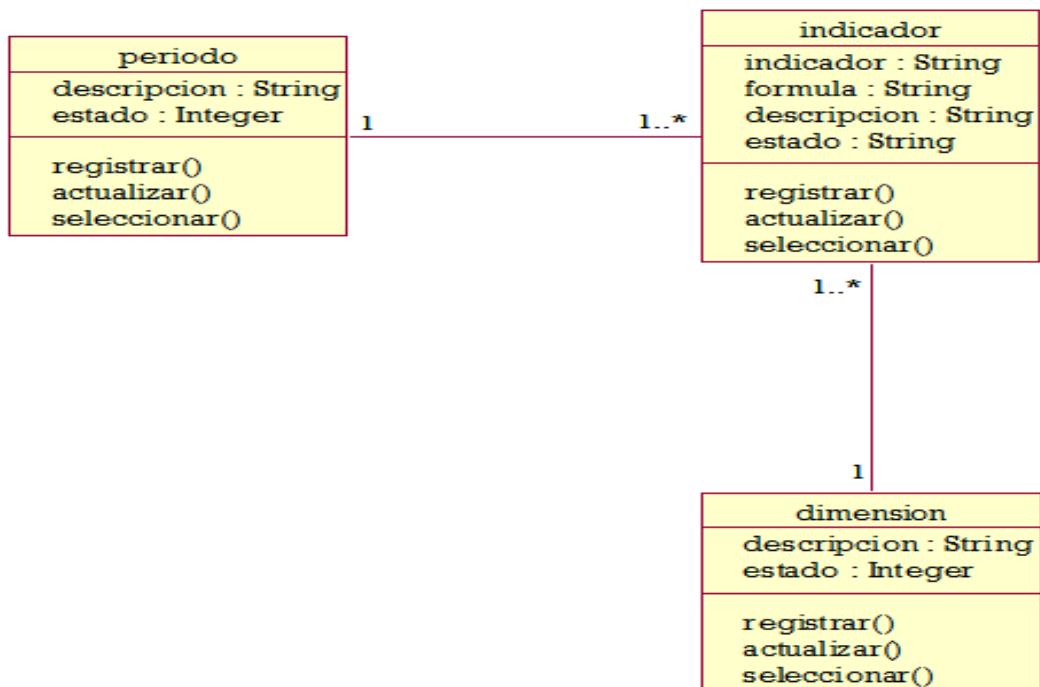 periodo
descripcion : String
estado : Integer
registrar()
actualizar()
seleccionar()
1
1..*
indicador
indicador : String
formula : String
descripcion : String
estado : String
registrar()
actualizar()
seleccionar()
1..*
1
dimension
descripcion : String
estado : Integer
registrar()
actualizar()
seleccionar()